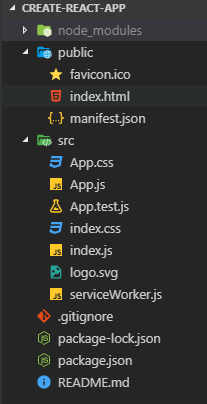 CREATE-REACT-APP
node_modules
public
favicon.ico
index.html
manifest.json
src
App.css
App.js
App.test.js
index.css
index.js
logo.svg
serviceWorker.js
.gitignore
package-lock.json
package.json
README.md